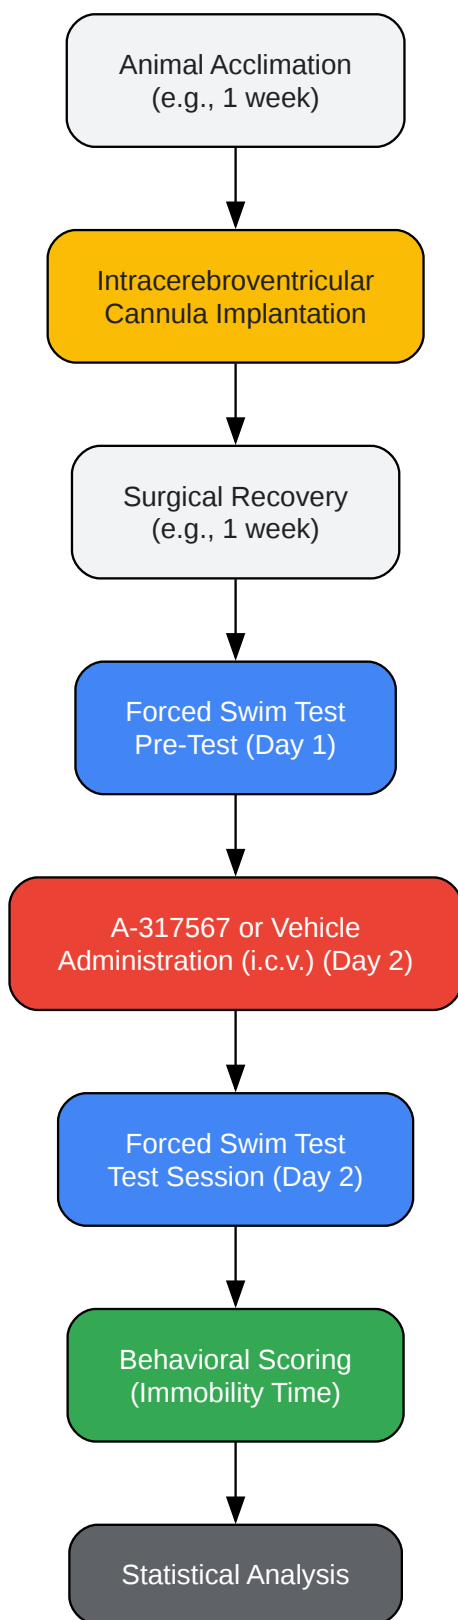 Animal Acclimation
(e.g., 1 week)
Intracerebroventricular
Cannula Implantation
Surgical Recovery
(e.g., 1 week)
Forced Swim Test
Pre-Test (Day 1)
A-317567 or Vehicle
Administration (i.c.v.) (Day 2)
Forced Swim Test
Test Session (Day 2)
Behavioral Scoring
(Immobility Time)
Statistical Analysis